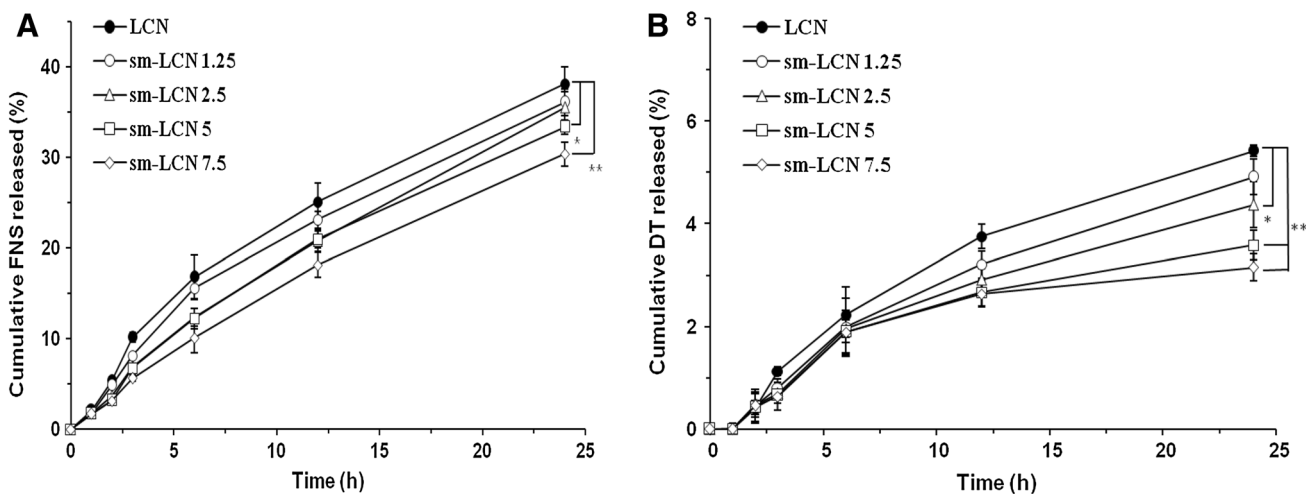 A
LCN
sm-LCN 1.25
sm-LCN 2.5
sm-LCN 5
sm-LCN 7.5
Cumulative FNS released (%)
40
30
20
10
0
*
**
0 5 10 15 20 25
Time (h)
B
LCN
sm-LCN 1.25
sm-LCN 2.5
sm-LCN 5
sm-LCN 7.5
Cumulative DT released (%)
8
6
4
2
0
*
**
0 5 10 15 20 25
Time (h)